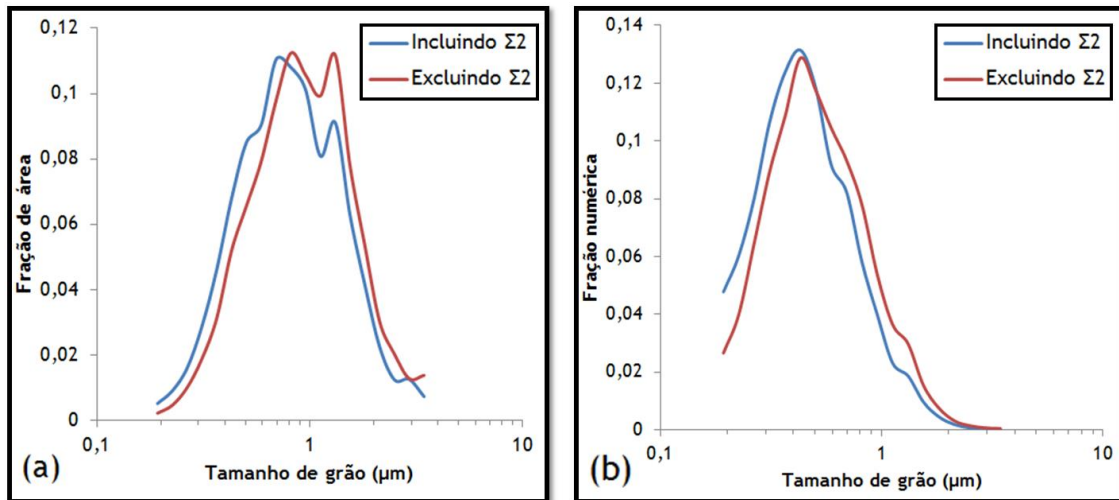 0,12
0,1
0,08
0,06
0,04
0,02
0
Fração de área
Incluindo Σ2
Excluindo Σ2
0,1
1
10
Tamanho de grão (µm)
(a)
0,14
0,12
0,1
0,08
0,06
0,04
0,02
0
Fração numérica
Incluindo Σ2
Excluindo Σ2
0,1
1
10
Tamanho de grão (µm)
(b)